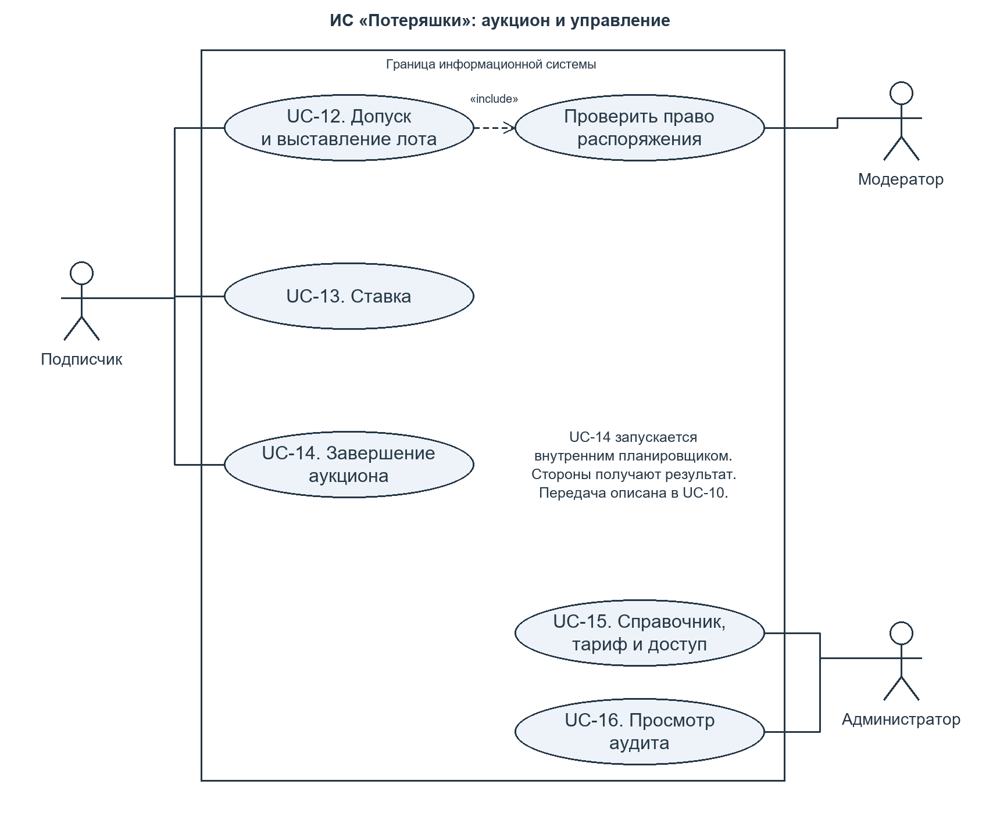 ИС «Потеряшки»: аукцион и управление
Граница информационной системы
UC-12. Допуск
и выставление лота
«include»
Проверить право
распоряжения
Модератор
UC-13. Ставка
Подписчик
UC-14. Завершение
аукциона
UC-14 запускается
внутренним планировщиком.
Стороны получают результат.
Передача описана в UC-10.
UC-15. Справочник,
тариф и доступ
Администратор
UC-16. Просмотр
аудита